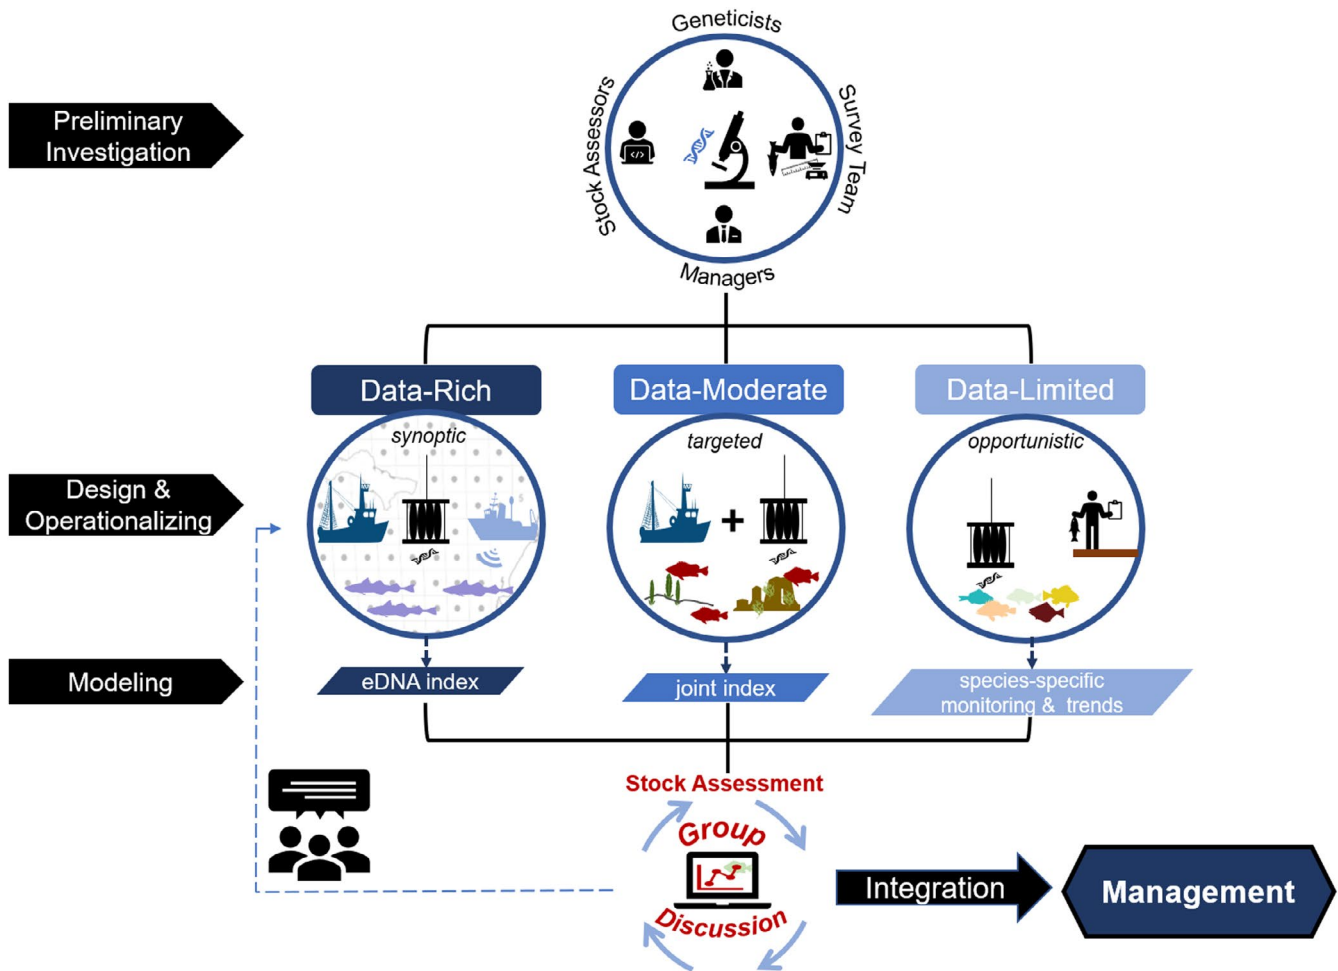 Geneticists
Preliminary
Investigation
Stock Assessors
Survey Team
</>
Managers
Data-Rich
Data-Moderate
Data-Limited
synoptic
targeted
opportunistic
Design &
Operationalizing
+
Modeling
eDNA index
joint index
species-specific
monitoring & trends
Stock Assessment
Group
Discussion
Integration
Management